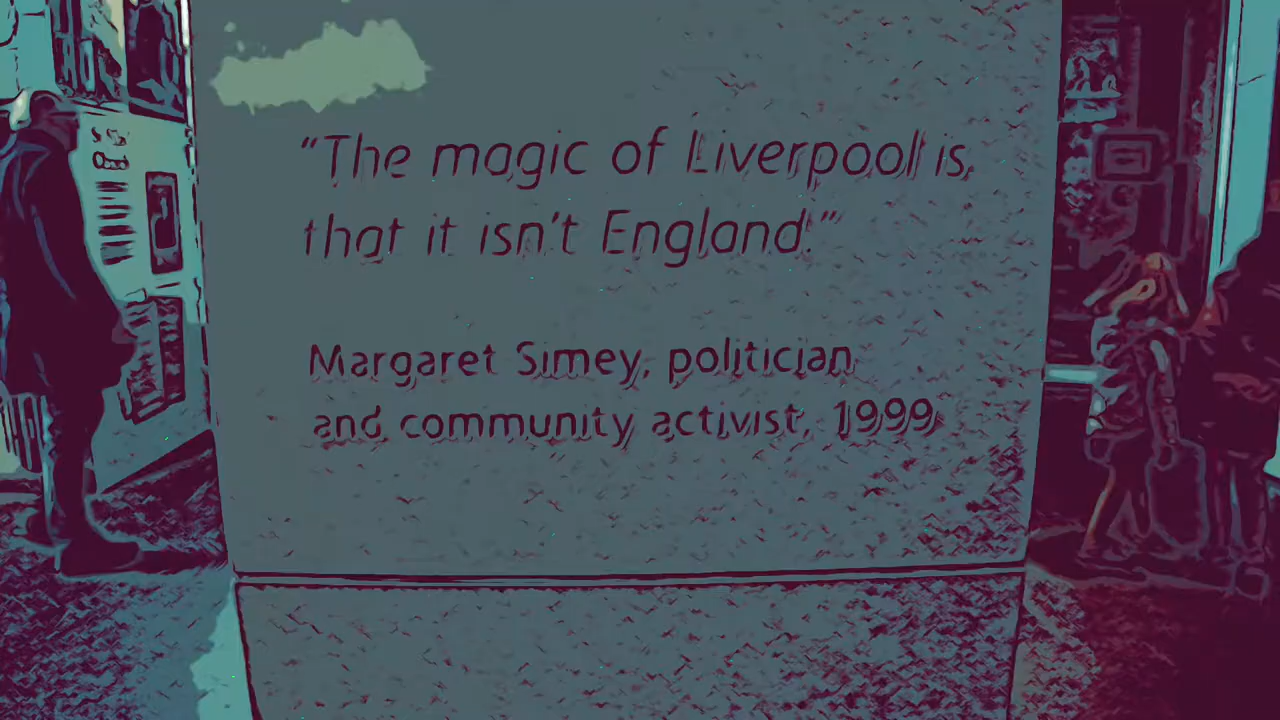 “The magic of Liverpool is,
that it isn’t England.”
Margaret Simey, politician
and community activist, 1999